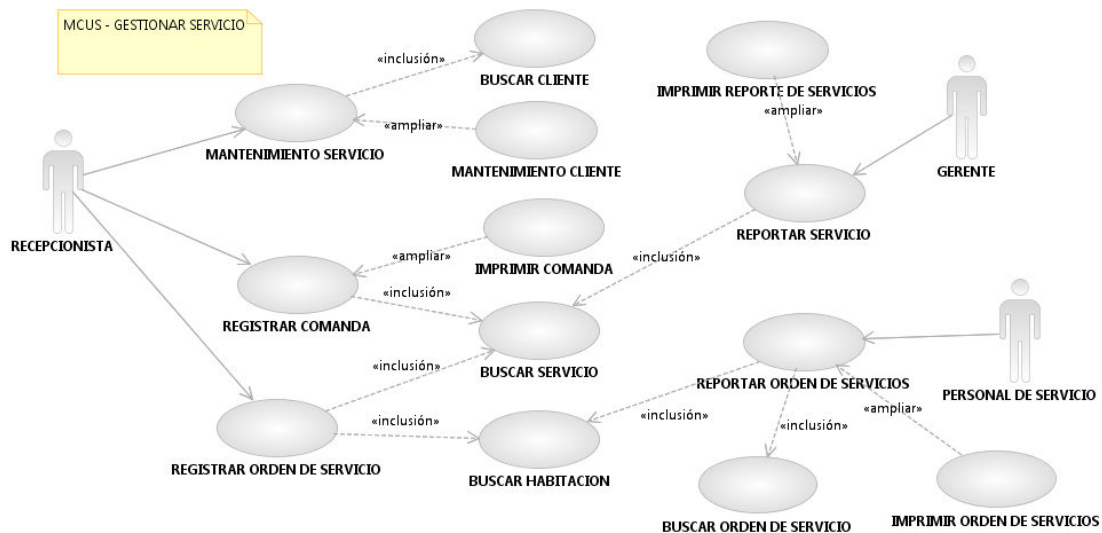 MCUS - GESTIONAR SERVICIO
«inclusión»
BUSCAR CLIENTE
IMPRIMIR REPORTE DE SERVICIOS
«ampliar»
«ampliar»
MANTENIMIENTO SERVICIO
MANTENIMIENTO CLIENTE
GERENTE
RECEPCIONISTA
REPORTAR SERVICIO
«ampliar»
IMPRIMIR COMANDA
«inclusión»
«inclusión»
REGISTRAR COMANDA
«inclusión»
BUSCAR SERVICIO
REPORTAR ORDEN DE SERVICIOS
PERSONAL DE SERVICIO
«inclusión»
«inclusión»
«ampliar»
«inclusión»
REGISTRAR ORDEN DE SERVICIO
BUSCAR HABITACION
BUSCAR ORDEN DE SERVICIO
IMPRIMIR ORDEN DE SERVICIOS